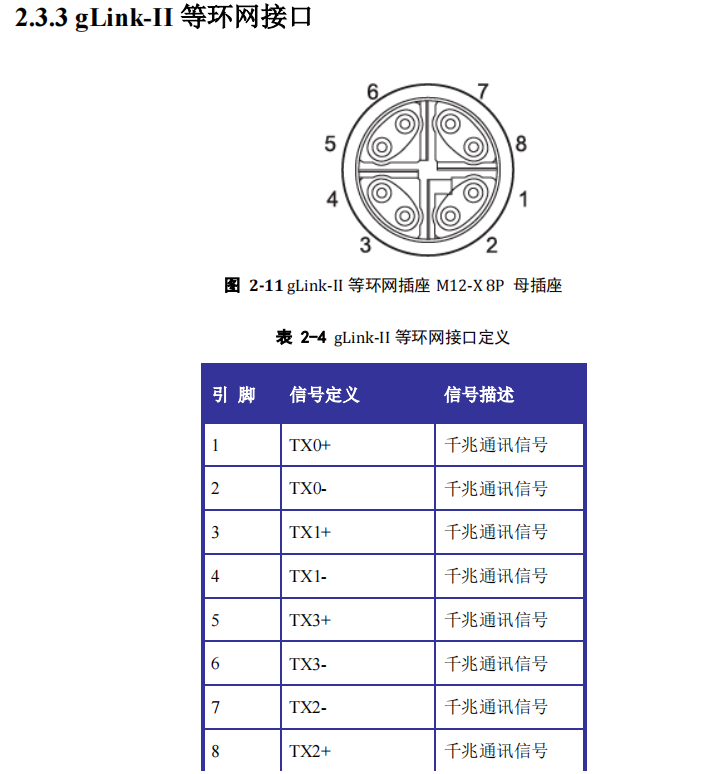 2.3.3 gLink-II 等环网接口
6 7
5 8
4 1
3 2
图 2-11 gLink-II 等环网插座 M12-X 8P 母插座
表 2-4 gLink-II 等环网接口定义
引 脚 信号定义 信号描述
1 TX0+ 千兆通讯信号
2 TX0- 千兆通讯信号
3 TX1+ 千兆通讯信号
4 TX1- 千兆通讯信号
5 TX3+ 千兆通讯信号
6 TX3- 千兆通讯信号
7 TX2- 千兆通讯信号
8 TX2+ 千兆通讯信号